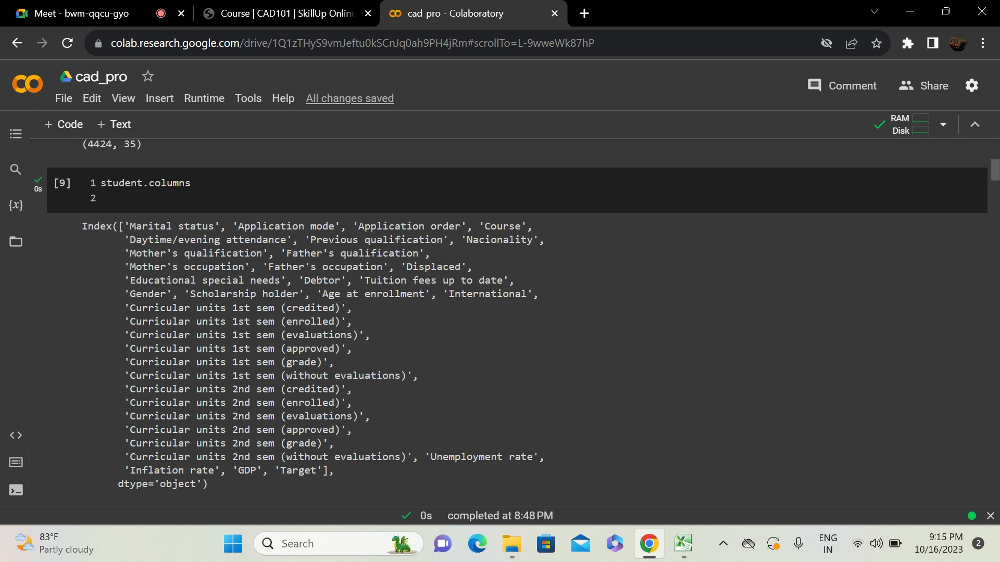 Meet - bwm-qqcu-gyo
Course | CAD101 | SkillUp Online
cad_pro - Colaboratory
colab.research.google.com/drive/1Q1zTHyS9vmJeftu0kSCnJq0ah9PH4jRm#scrollTo=L-9wweWk87hP
cad_pro
File Edit View Insert Runtime Tools Help All changes saved
Comment Share
+ Code + Text
RAM
Disk
(4424, 35)
0s
[9] 1 student.columns
2
{x}
Index(['Marital status', 'Application mode', 'Application order', 'Course',
'Daytime/evening attendance', 'Previous qualification', 'Nacionality',
'Mother's qualification', 'Father's qualification',
'Mother's occupation', 'Father's occupation', 'Displaced',
'Educational special needs', 'Debtor', 'Tuition fees up to date',
'Gender', 'Scholarship holder', 'Age at enrollment', 'International',
'Curricular units 1st sem (credited)',
'Curricular units 1st sem (enrolled)',
'Curricular units 1st sem (evaluations)',
'Curricular units 1st sem (approved)',
'Curricular units 1st sem (grade)',
'Curricular units 1st sem (without evaluations)',
'Curricular units 2nd sem (credited)',
'Curricular units 2nd sem (enrolled)',
'Curricular units 2nd sem (evaluations)',
'Curricular units 2nd sem (approved)',
'Curricular units 2nd sem (grade)',
'Curricular units 2nd sem (without evaluations)', 'Unemployment rate',
'Inflation rate', 'GDP', 'Target'],
dtype='object')
0s completed at 8:48 PM
83°F
Partly cloudy
Search
ENG
IN
9:15 PM
10/16/2023
2